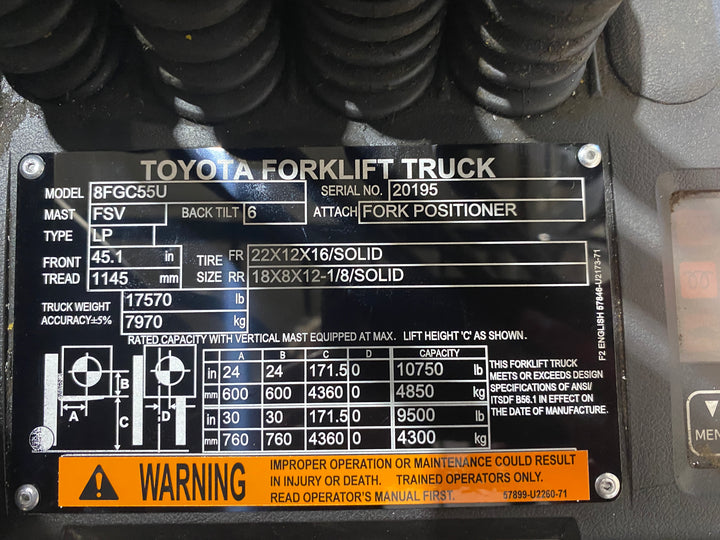 TOYOTA FORKLIFT TRUCK
MODEL 8FGC55U SERIAL NO. 20195
MAST FSV BACK TILT 6 ATTACH FORK POSITIONER
TYPE LP
FRONT TREAD 45.1 in 1145 mm
TIRE SIZE FR 22X12X16/SOLID
RR 18X8X12-1/8/SOLID
TRUCK WEIGHT 17570 lb
ACCURACY±5% 7970 kg
RATED CAPACITY WITH VERTICAL MAST EQUIPPED AT MAX. LIFT HEIGHT 'C' AS SHOWN.
A B C D CAPACITY
in 24 24 171.5 0 10750 lb
mm 600 600 4360 0 4850 kg
in 30 30 171.5 0 9500 lb
mm 760 760 4360 0 4300 kg
A B C D
THIS FORKLIFT TRUCK
MEETS OR EXCEEDS DESIGN
SPECIFICATIONS OF ANSI/
ITSDF B56.1 IN EFFECT ON
THE DATE OF MANUFACTURE.
F2 ENGLISH 57846-U2173-71
WARNING
IMPROPER OPERATION OR MAINTENANCE COULD RESULT
IN INJURY OR DEATH. TRAINED OPERATORS ONLY.
READ OPERATOR'S MANUAL FIRST. 57899-U2260-71